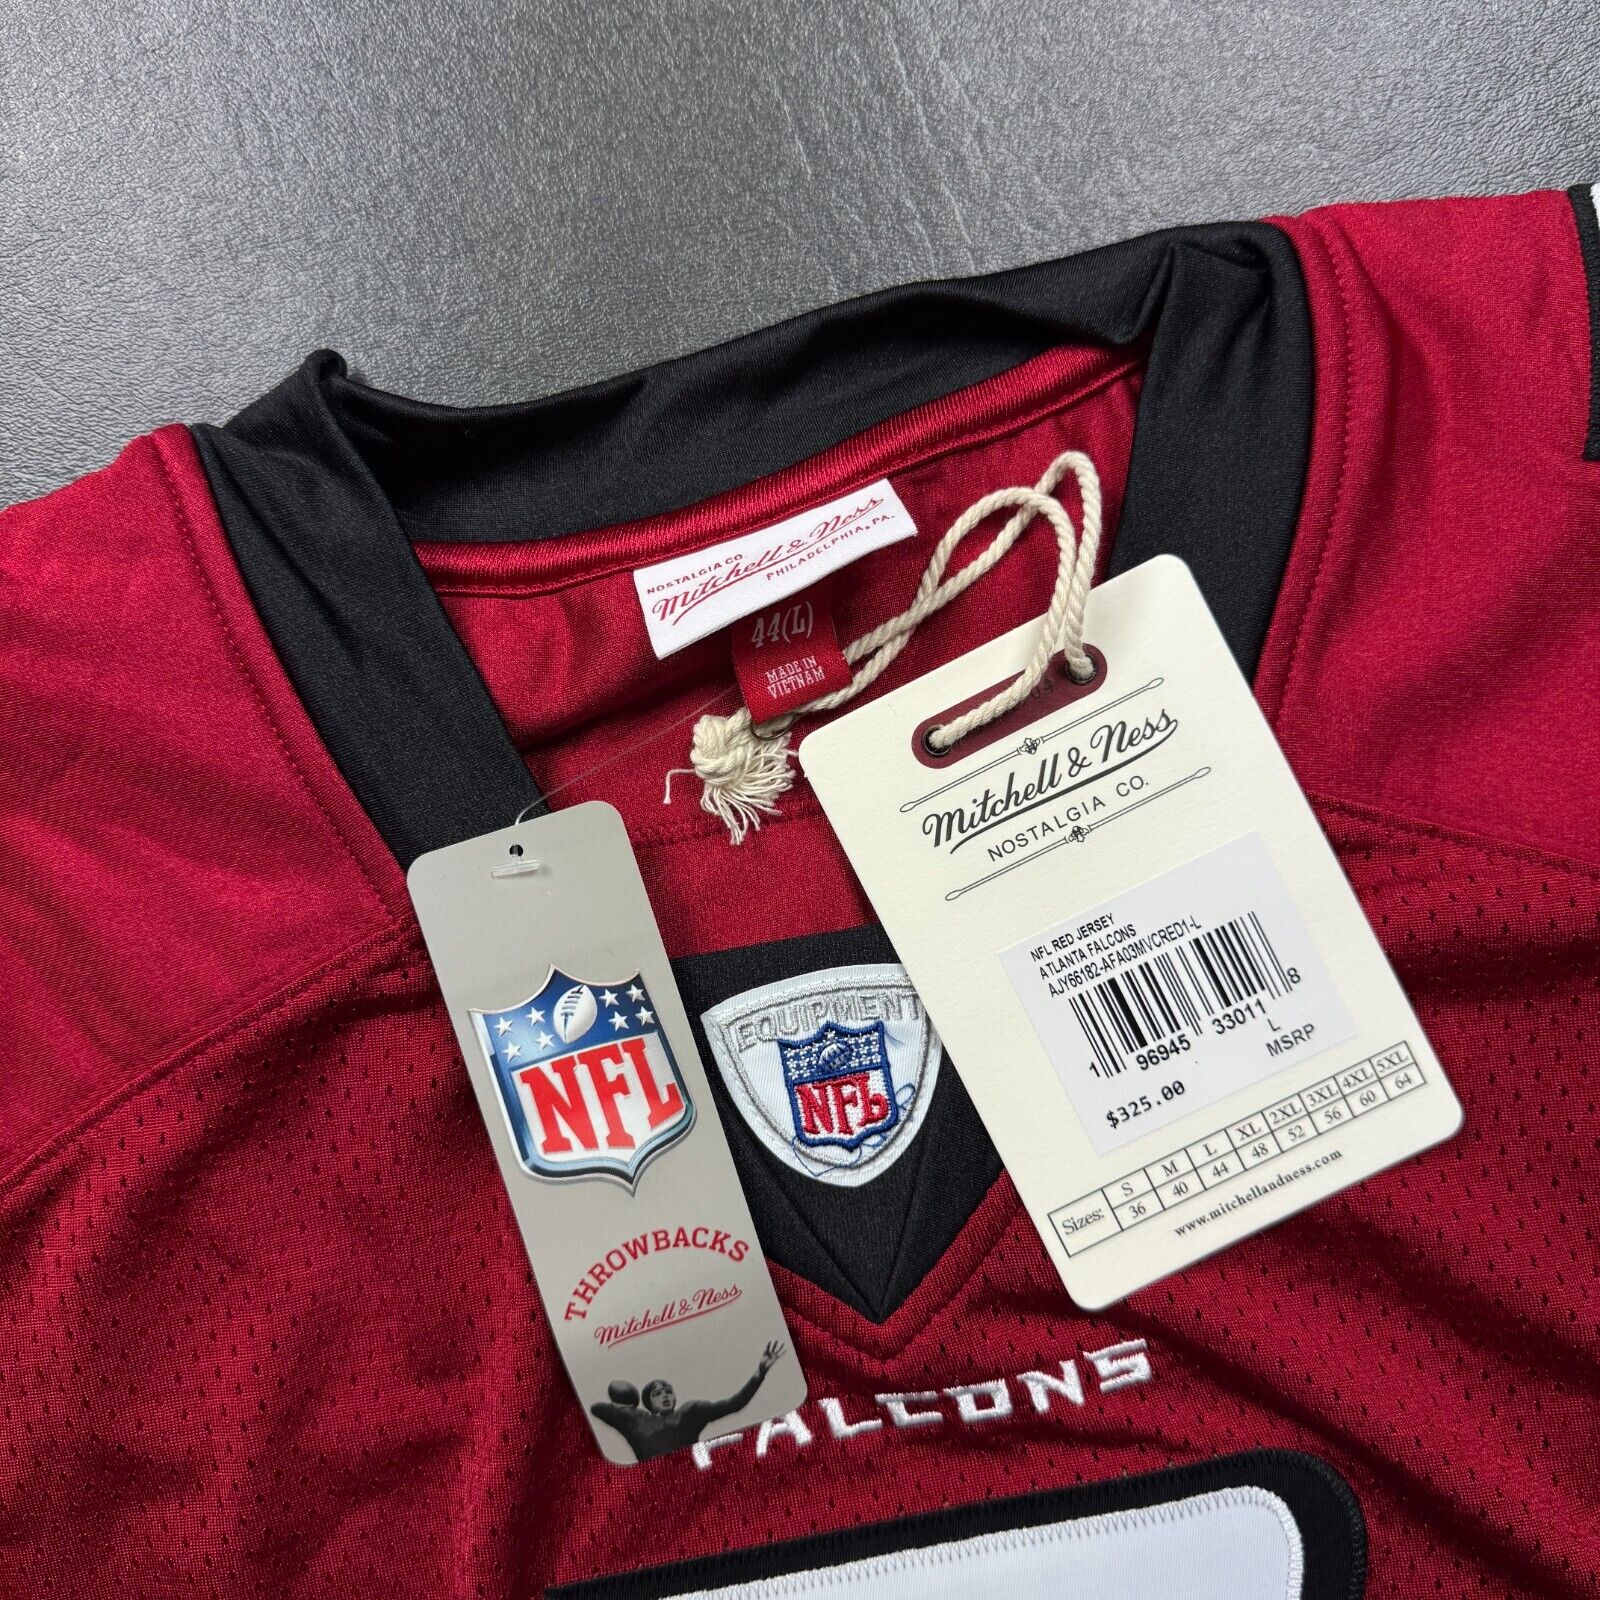 NOSTALGIA CO.
Mitchell & Ness
PHILADELPHIA, PA.
44(L)
MADE IN
VIETNAM
Mitchell & Ness
NOSTALGIA CO.
NFL RED JERSEY
ATLANTA FALCONS
AJY66182-AFA03MVCRED1-L
1 96945 33011 8
L
MSRP
$325.00
Sizes: S M L XL 2XL 3XL 4XL 5XL
36 40 44 48 52 56 60 64
www.mitchellandness.com
NFL
THROWBACKS
Mitchell & Ness
EQUIPMENT
NFL
FALCONS